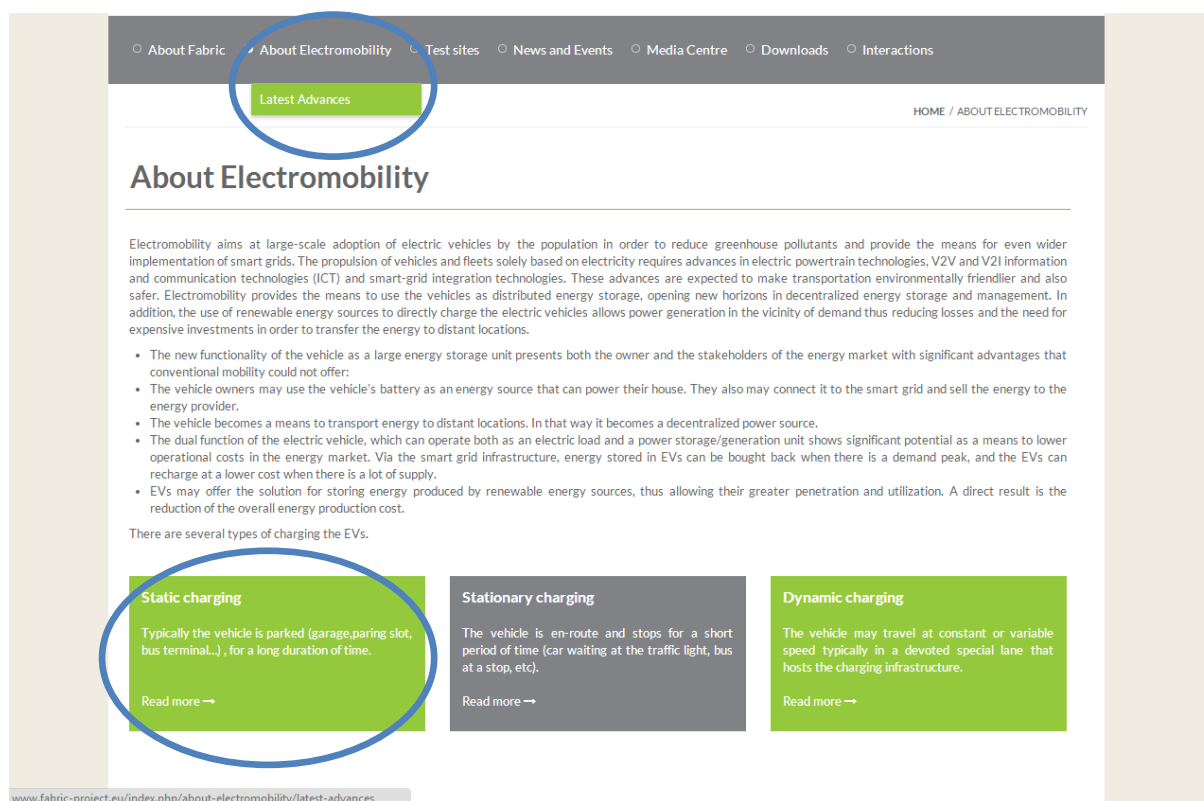 About Fabric About Electromobility Test sites News and Events Media Centre Downloads Interactions
Latest Advances
HOME / ABOUT ELECTROMOBILITY
About Electromobility
Electromobility aims at large-scale adoption of electric vehicles by the population in order to reduce greenhouse pollutants and provide the means for even wider
implementation of smart grids. The propulsion of vehicles and fleets solely based on electricity requires advances in electric powertrain technologies, V2V and V2I information
and communication technologies (ICT) and smart-grid integration technologies. These advances are expected to make transportation environmentally friendlier and also
safer. Electromobility provides the means to use the vehicles as distributed energy storage, opening new horizons in decentralized energy storage and management. In
addition, the use of renewable energy sources to directly charge the electric vehicles allows power generation in the vicinity of demand thus reducing losses and the need for
expensive investments in order to transfer the energy to distant locations.
• The new functionality of the vehicle as a large energy storage unit presents both the owner and the stakeholders of the energy market with significant advantages that
conventional mobility could not offer:
• The vehicle owners may use the vehicle's battery as an energy source that can power their house. They also may connect it to the smart grid and sell the energy to the
energy provider.
• The vehicle becomes a means to transport energy to distant locations. In that way it becomes a decentralized power source.
• The dual function of the electric vehicle, which can operate both as an electric load and a power storage/generation unit shows significant potential as a means to lower
operational costs in the energy market. Via the smart grid infrastructure, energy stored in EVs can be bought back when there is a demand peak, and the EVs can
recharge at a lower cost when there is a lot of supply.
• EVs may offer the solution for storing energy produced by renewable energy sources, thus allowing their greater penetration and utilization. A direct result is the
reduction of the overall energy production cost.
There are several types of charging the EVs.
Static charging
Typically the vehicle is parked (garage,paring slot,
bus terminal...) , for a long duration of time.
Read more →
Stationary charging
The vehicle is en-route and stops for a short
period of time (car waiting at the traffic light, bus
at a stop, etc).
Read more →
Dynamic charging
The vehicle may travel at constant or variable
speed typically in a devoted special lane that
hosts the charging infrastructure.
Read more →
www.fabric-project.eu/index.php/about-electromobility/latest-advances